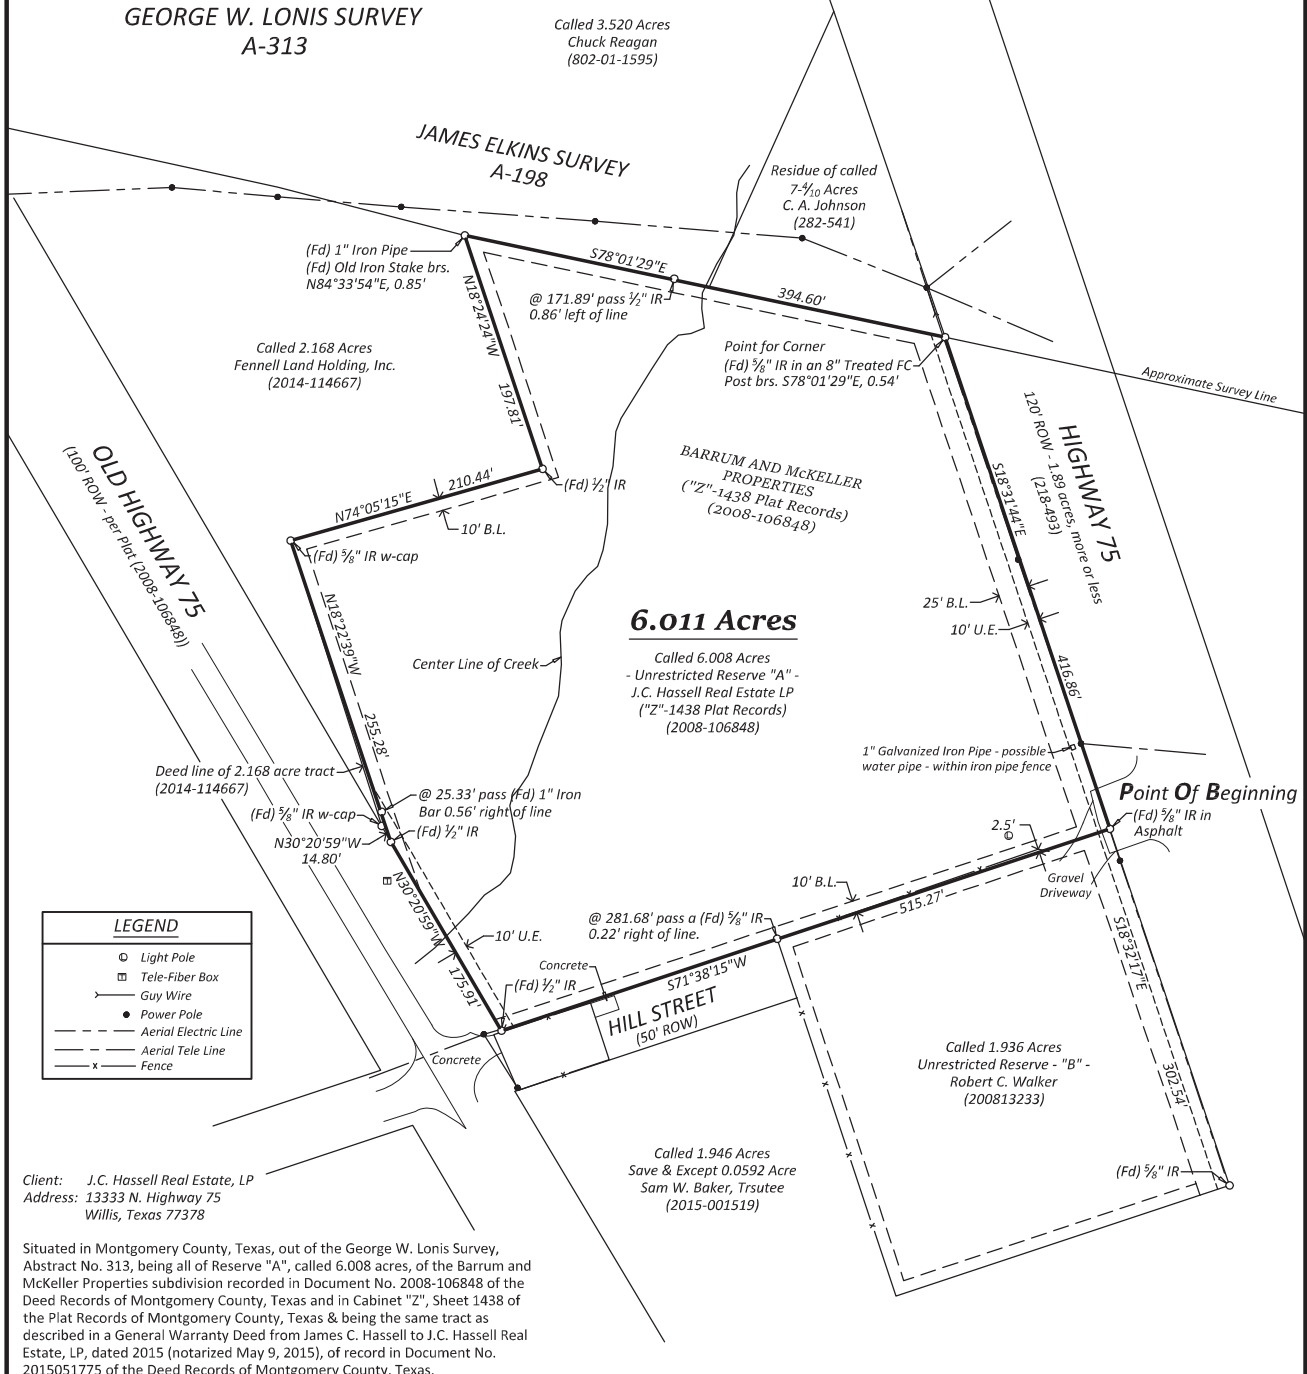 GEORGE W. LONIS SURVEY
A-313
Called 3.520 Acres
Chuck Reagan
(802-01-1595)
JAMES ELKINS SURVEY
A-198
Residue of called
7-4/10 Acres
C. A. Johnson
(282-541)
(Fd) 1" Iron Pipe
(Fd) Old Iron Stake brs.
N84°33'54"E, 0.85'
S78°01'29"E
394.60'
@ 171.89' pass 1/2" IR
0.86' left of line
N18°24'24"W
197.81'
Called 2.168 Acres
Fennell Land Holding, Inc.
(2014-114667)
Point for Corner
(Fd) 5/8" IR in an 8" Treated FC
Post brs. S78°01'29"E, 0.54'
Approximate Survey Line
HIGHWAY 75
120' ROW - 1.89 acres, more or less
(218-493)
OLD HIGHWAY 75
(100' ROW - per Plat (2008-106848))
BARRUM AND McKELLER
PROPERTIES
("Z"-1438 Plat Records)
(2008-106848)
N74°05'15"E
210.44'
(Fd) 1/2" IR
10' B.L.
(Fd) 5/8" IR w-cap
S18°31'44"E
416.86'
25' B.L.
10' U.E.
N18°22'39"W
255.28'
6.011 Acres
Called 6.008 Acres
- Unrestricted Reserve "A" -
J.C. Hassell Real Estate LP
("Z"-1438 Plat Records)
(2008-106848)
Center Line of Creek
1" Galvanized Iron Pipe - possible
water pipe - within iron pipe fence
Deed line of 2.168 acre tract
(2014-114667)
Point Of Beginning
(Fd) 5/8" IR in
Asphalt
@ 25.33' pass (Fd) 1" Iron
Bar 0.56' right of line
(Fd) 5/8" IR w-cap
(Fd) 1/2" IR
N30°20'59"W
14.80'
2.5'
Gravel
Driveway
10' B.L.
515.27'
N30°20'59"W
175.91'
10' U.E.
@ 281.68' pass a (Fd) 5/8" IR
0.22' right of line.
S71°38'15"W
Concrete
(Fd) 1/2" IR
HILL STREET
(50' ROW)
Concrete
S18°32'17"E
302.54'
LEGEND
Light Pole
Tele-Fiber Box
Guy Wire
Power Pole
Aerial Electric Line
Aerial Tele Line
x Fence
Called 1.936 Acres
Unrestricted Reserve - "B" -
Robert C. Walker
(200813233)
(Fd) 5/8" IR
Called 1.946 Acres
Save & Except 0.0592 Acre
Sam W. Baker, Trsutee
(2015-001519)
Client: J.C. Hassell Real Estate, LP
Address: 13333 N. Highway 75
Willis, Texas 77378
Situated in Montgomery County, Texas, out of the George W. Lonis Survey,
Abstract No. 313, being all of Reserve "A", called 6.008 acres, of the Barrum and
McKeller Properties subdivision recorded in Document No. 2008-106848 of the
Deed Records of Montgomery County, Texas and in Cabinet "Z", Sheet 1438 of
the Plat Records of Montgomery County, Texas & being the same tract as
described in a General Warranty Deed from James C. Hassell to J.C. Hassell Real
Estate, LP, dated 2015 (notarized May 9, 2015), of record in Document No.
2015051775 of the Deed Records of Montgomery County, Texas.